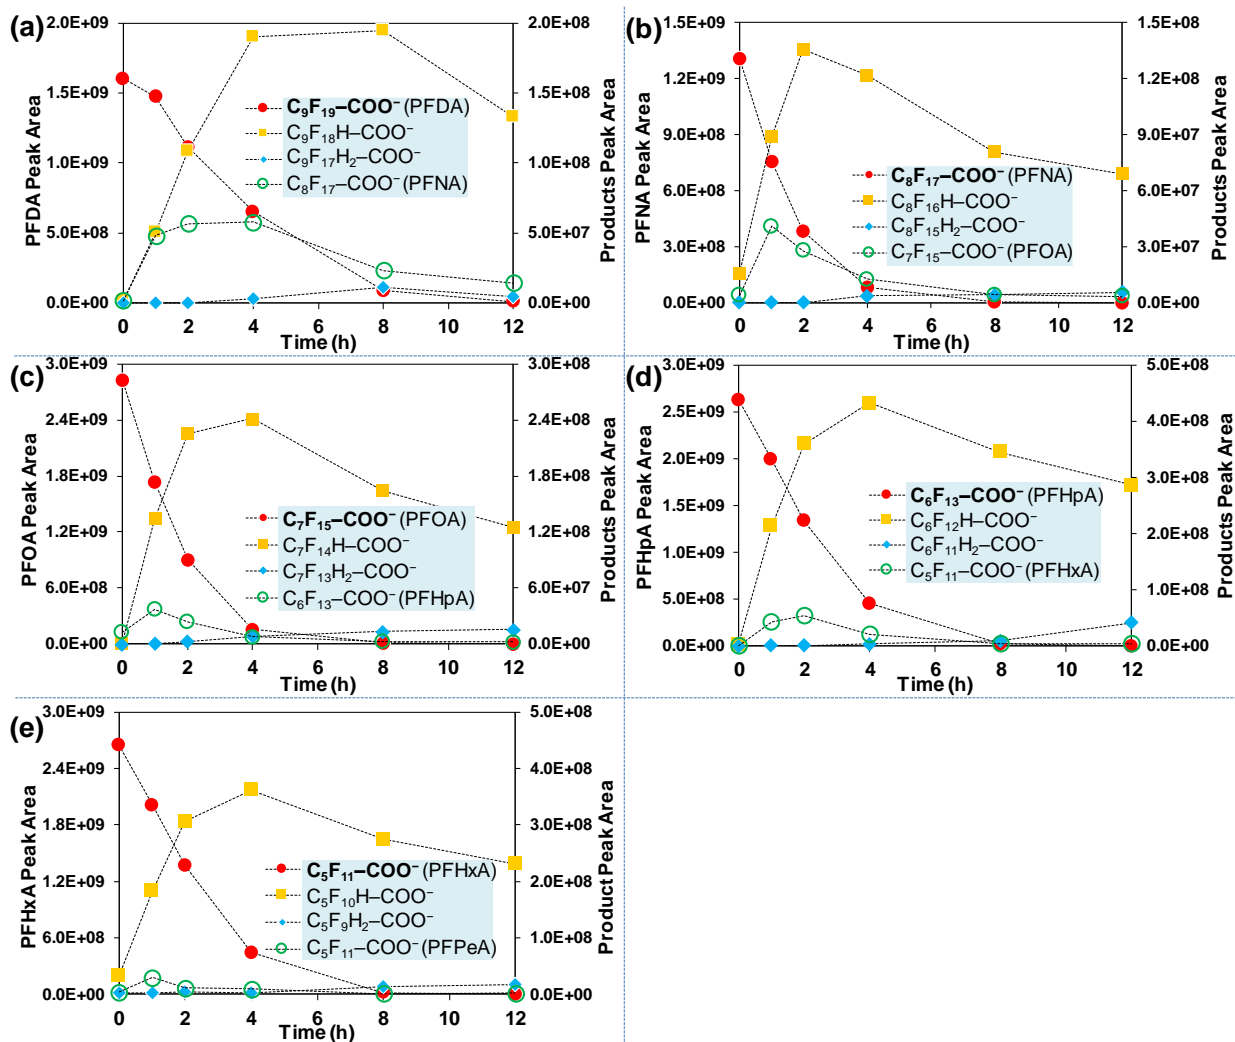 (a)
2.0E+09
1.5E+09
1.0E+09
5.0E+08
0.0E+00
PFDA Peak Area
2.0E+08
1.5E+08
1.0E+08
5.0E+07
0.0E+00
Products Peak Area
C₉F₁₉–COO⁻ (PFDA)
C₉F₁₈H–COO⁻
C₉F₁₇H₂–COO⁻
C₈F₁₇–COO⁻ (PFNA)
0 2 4 6 8 10 12
Time (h)
(b)
1.5E+09
1.2E+09
9.0E+08
6.0E+08
3.0E+08
0.0E+00
PFNA Peak Area
1.5E+08
1.2E+08
9.0E+07
6.0E+07
3.0E+07
0.0E+00
Products Peak Area
C₈F₁₇–COO⁻ (PFNA)
C₈F₁₆H–COO⁻
C₈F₁₅H₂–COO⁻
C₇F₁₅–COO⁻ (PFOA)
0 2 4 6 8 10 12
Time (h)
(c)
3.0E+09
2.4E+09
1.8E+09
1.2E+09
6.0E+08
0.0E+00
PFOA Peak Area
3.0E+08
2.4E+08
1.8E+08
1.2E+08
6.0E+07
0.0E+00
Products Peak Area
C₇F₁₅–COO⁻ (PFOA)
C₇F₁₄H–COO⁻
C₇F₁₃H₂–COO⁻
C₆F₁₃–COO⁻ (PFHpA)
0 2 4 6 8 10 12
Time (h)
(d)
3.0E+09
2.5E+09
2.0E+09
1.5E+09
1.0E+09
5.0E+08
0.0E+00
PFHpA Peak Area
5.0E+08
4.0E+08
3.0E+08
2.0E+08
1.0E+08
0.0E+00
Products Peak Area
C₆F₁₃–COO⁻ (PFHpA)
C₆F₁₂H–COO⁻
C₆F₁₁H₂–COO⁻
C₅F₁₁–COO⁻ (PFHxA)
0 2 4 6 8 10 12
Time (h)
(e)
3.0E+09
2.4E+09
1.8E+09
1.2E+09
6.0E+08
0.0E+00
PFHxA Peak Area
5.0E+08
4.0E+08
3.0E+08
2.0E+08
1.0E+08
0.0E+00
Product Peak Area
C₅F₁₁–COO⁻ (PFHxA)
C₅F₁₀H–COO⁻
C₅F₉H₂–COO⁻
C₅F₁₁–COO⁻ (PFPeA)
0 2 4 6 8 10 12
Time (h)